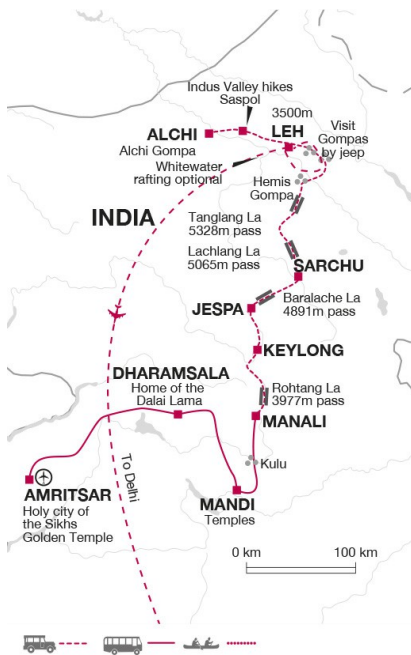 Indus Valley hikes
Saspol
3500m
ALCHI
LEH
Visit
Gompas
by jeep
Alchi Gompa
Whitewater
rafting optional
Hemis
Gompa
INDIA
Tanglang La
5328m pass
Lachlang La
5065m pass
SARCHU
JESPA
Baralache La
4891m pass
KEYLONG
DHARAMSALA
Home of the
Dalai Lama
Rohtang La
3977m pass
MANALI
Kulu
To Delhi
AMRITSAR
Holy city of
the Sikhs
Golden Temple
MANDI
Temples
0 km
100 km